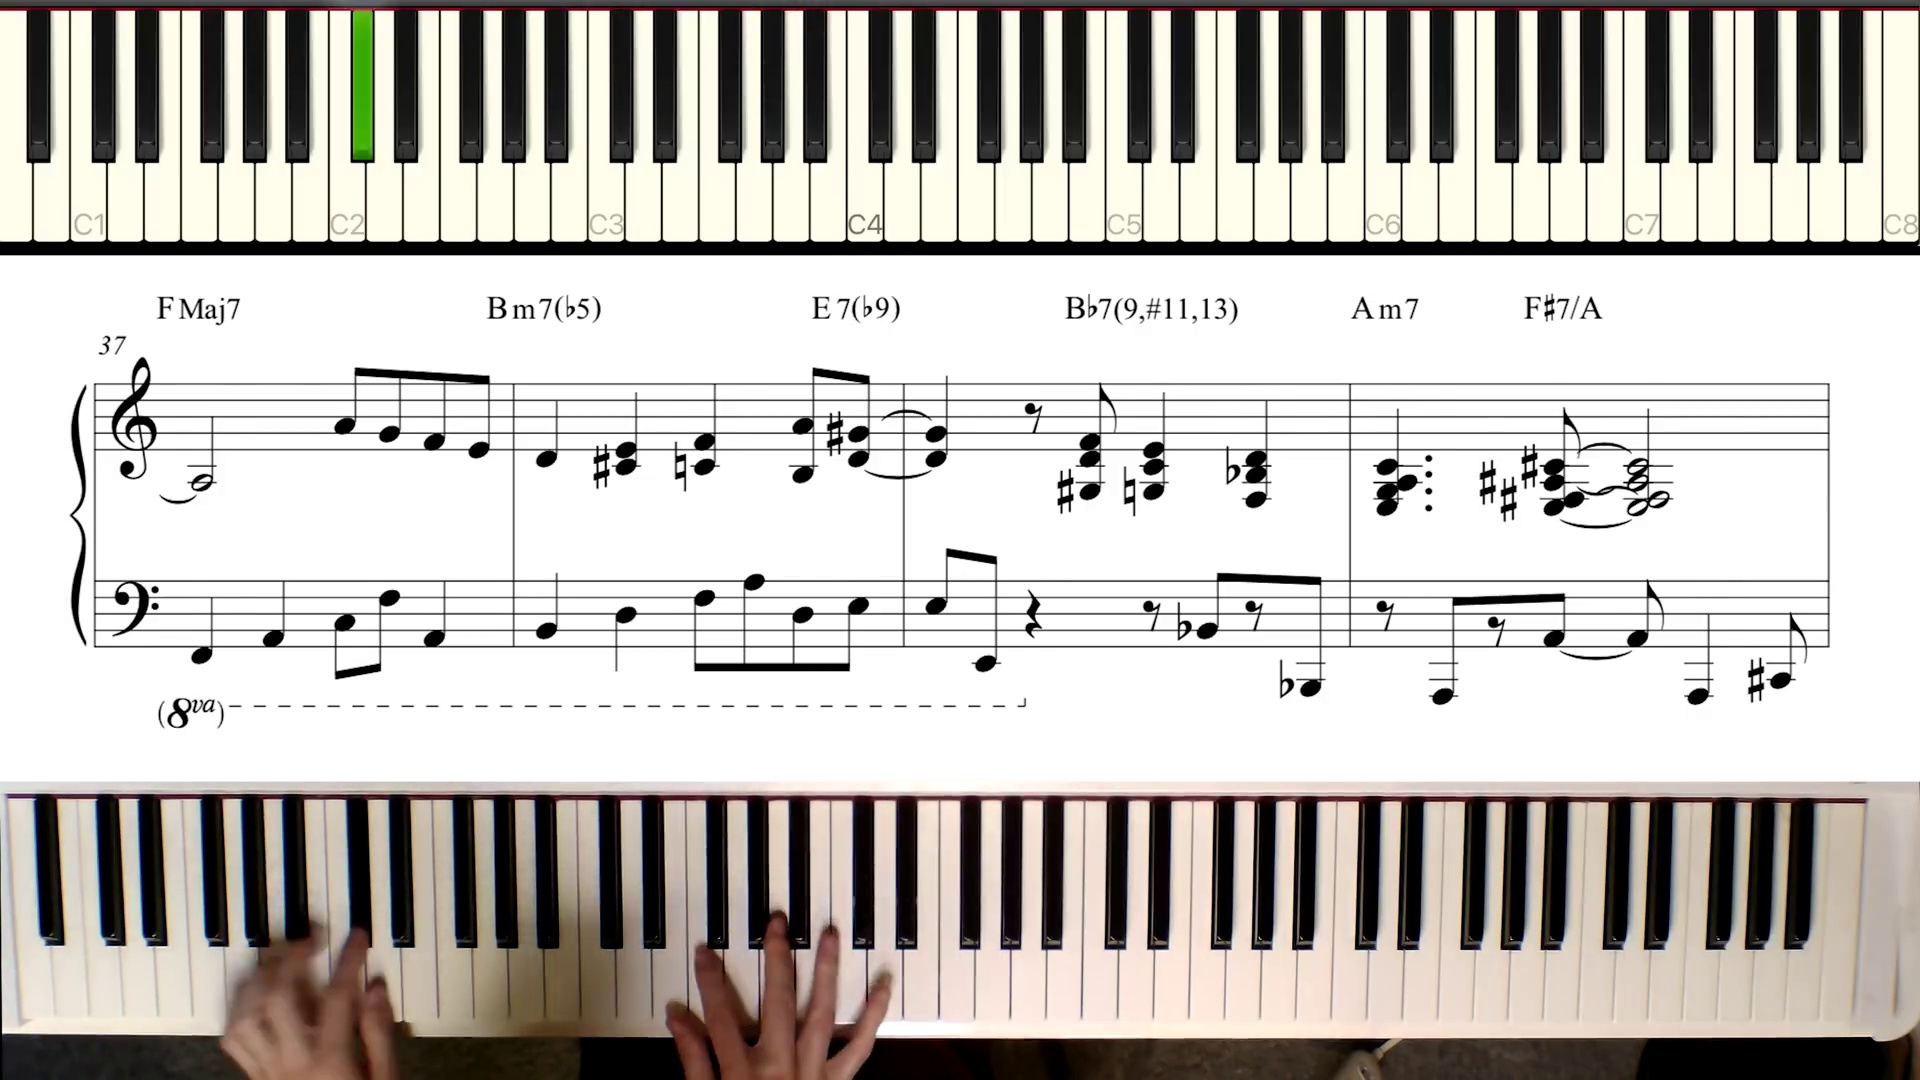 C1 C2 C3 C4 C5 C6 C7 C8
F Maj7 B m7(♭5) E 7(♭9) B♭7(9,#11,13) A m7 F♯7/A
37
(8va)